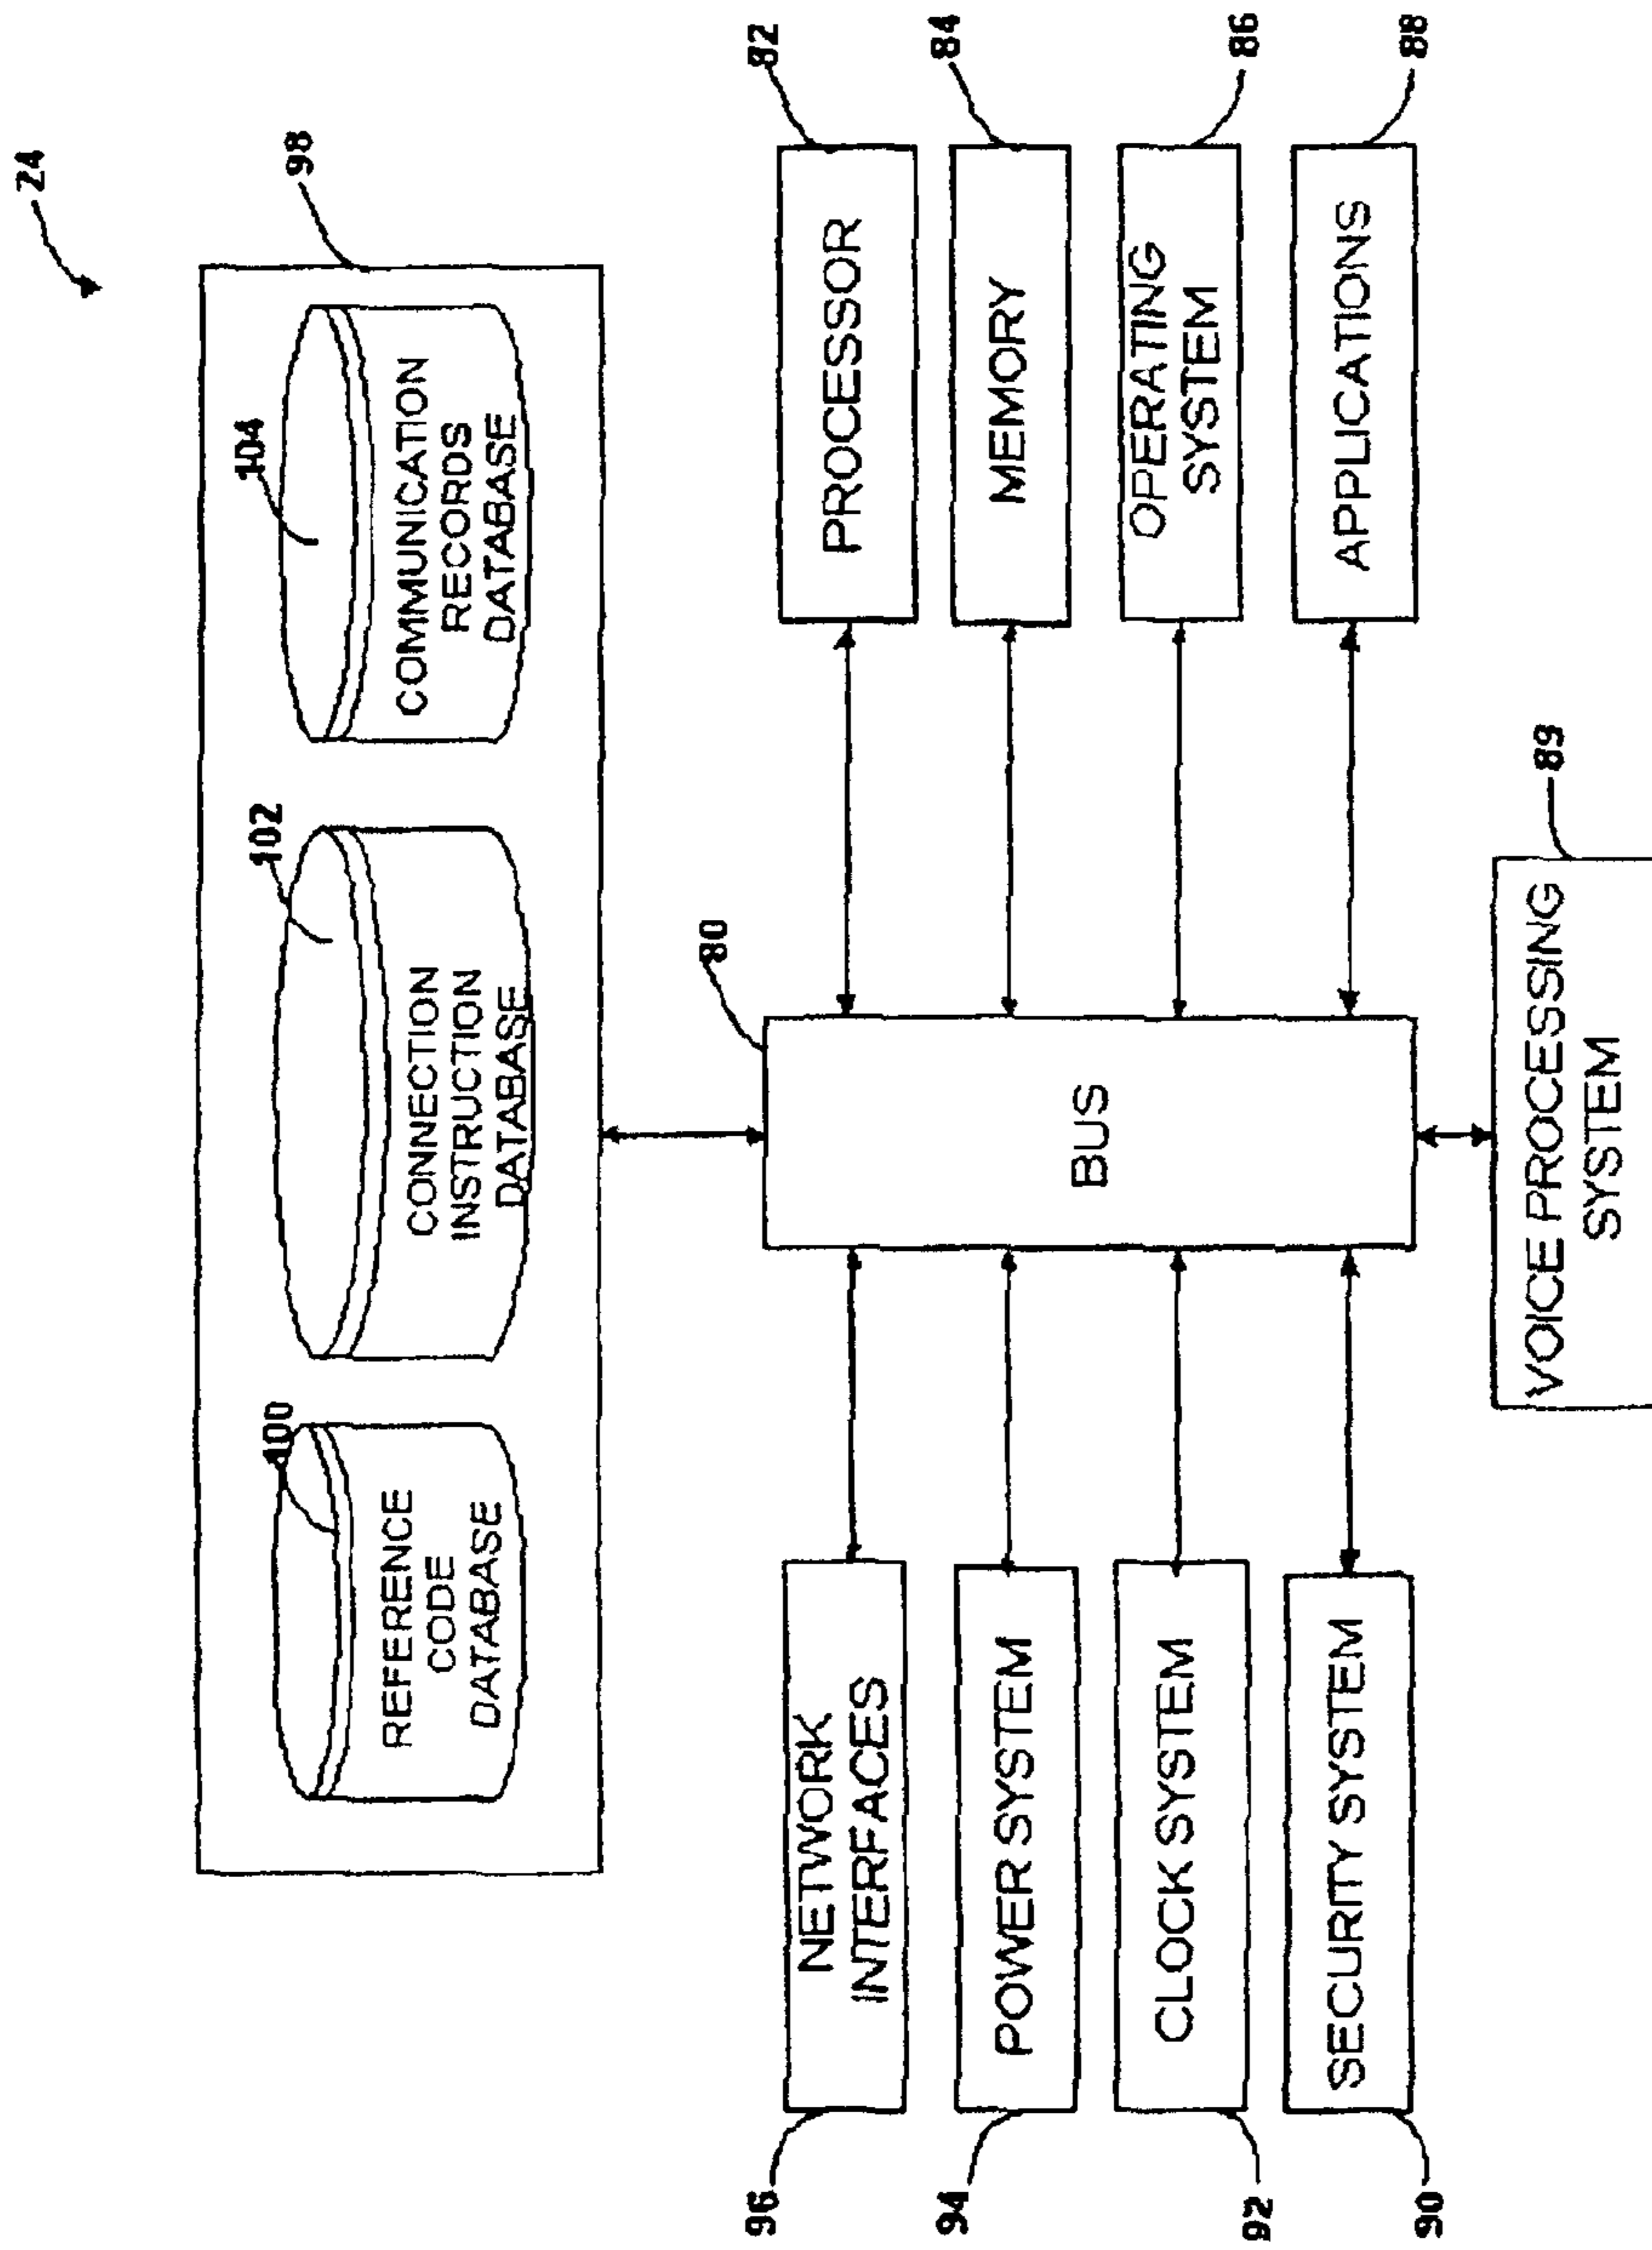 24
98
100
102
104
REFERENCE
CODE
DATABASE
CONNECTION
INSTRUCTION
DATABASE
COMMUNICATION
RECORDS
DATABASE
80
BUS
96
NETWORK
INTERFACES
94
POWER SYSTEM
92
CLOCK SYSTEM
90
SECURITY SYSTEM
82
PROCESSOR
84
MEMORY
86
OPERATING
SYSTEM
88
APPLICATIONS
89
VOICE PROCESSING
SYSTEM